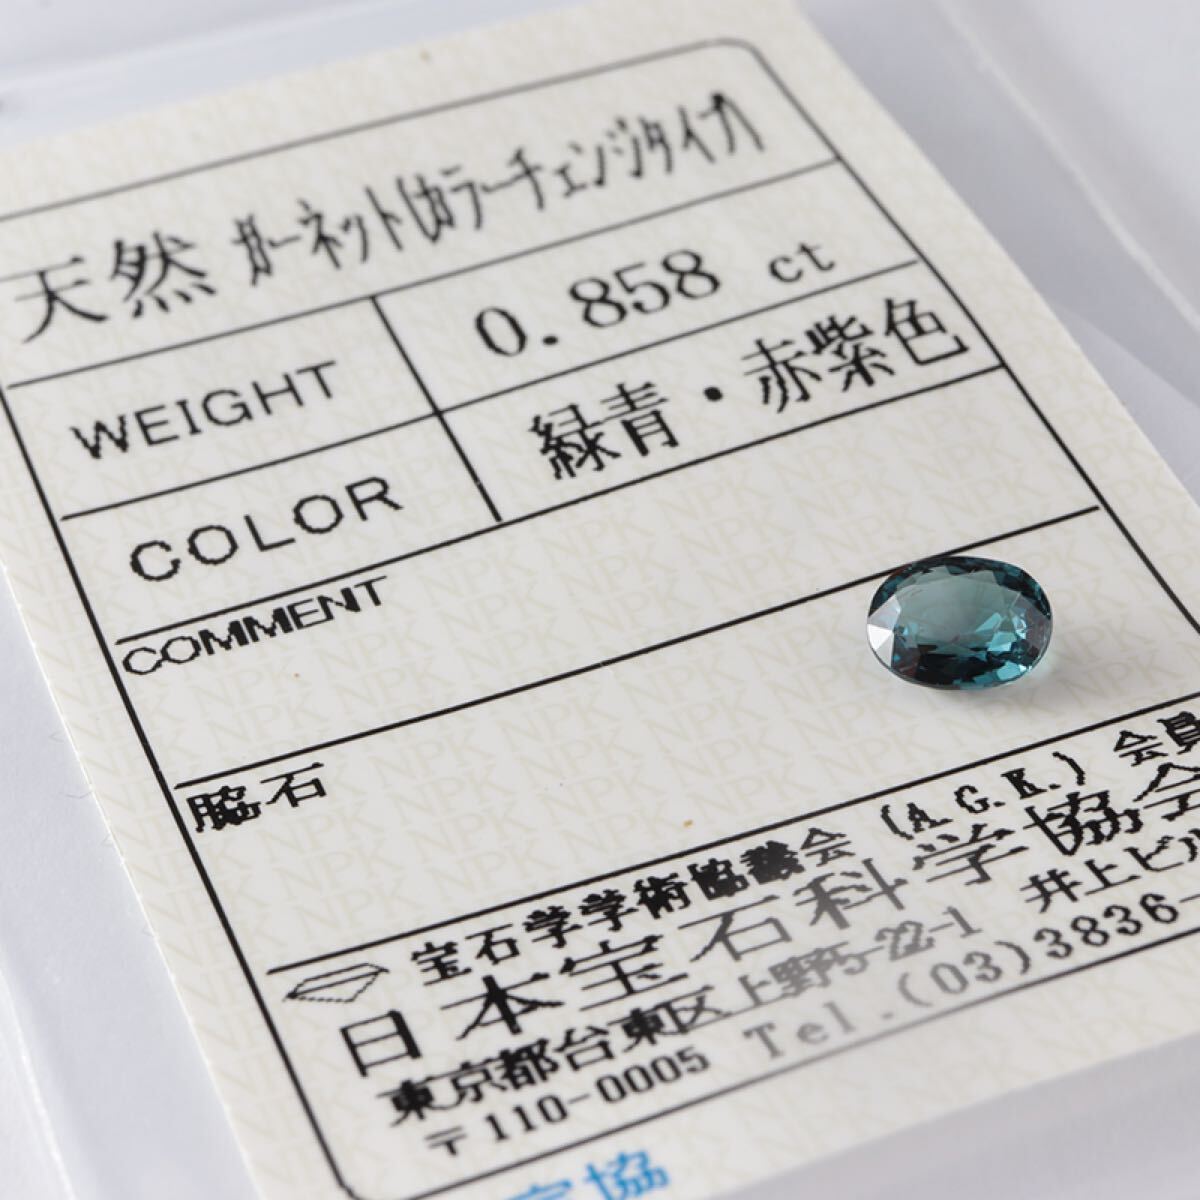 天然 ガーネット(カラーチェンジタイプ)
WEIGHT 0.858 ct
COLOR 緑青・赤紫色
COMMENT
脇石
宝石学学術協議会 (A.G.R.) 会員
日本宝石科学協会
東京都台東区上野5-22-1 井上ビル
〒110-0005 Tel.(03)3836-
宝協